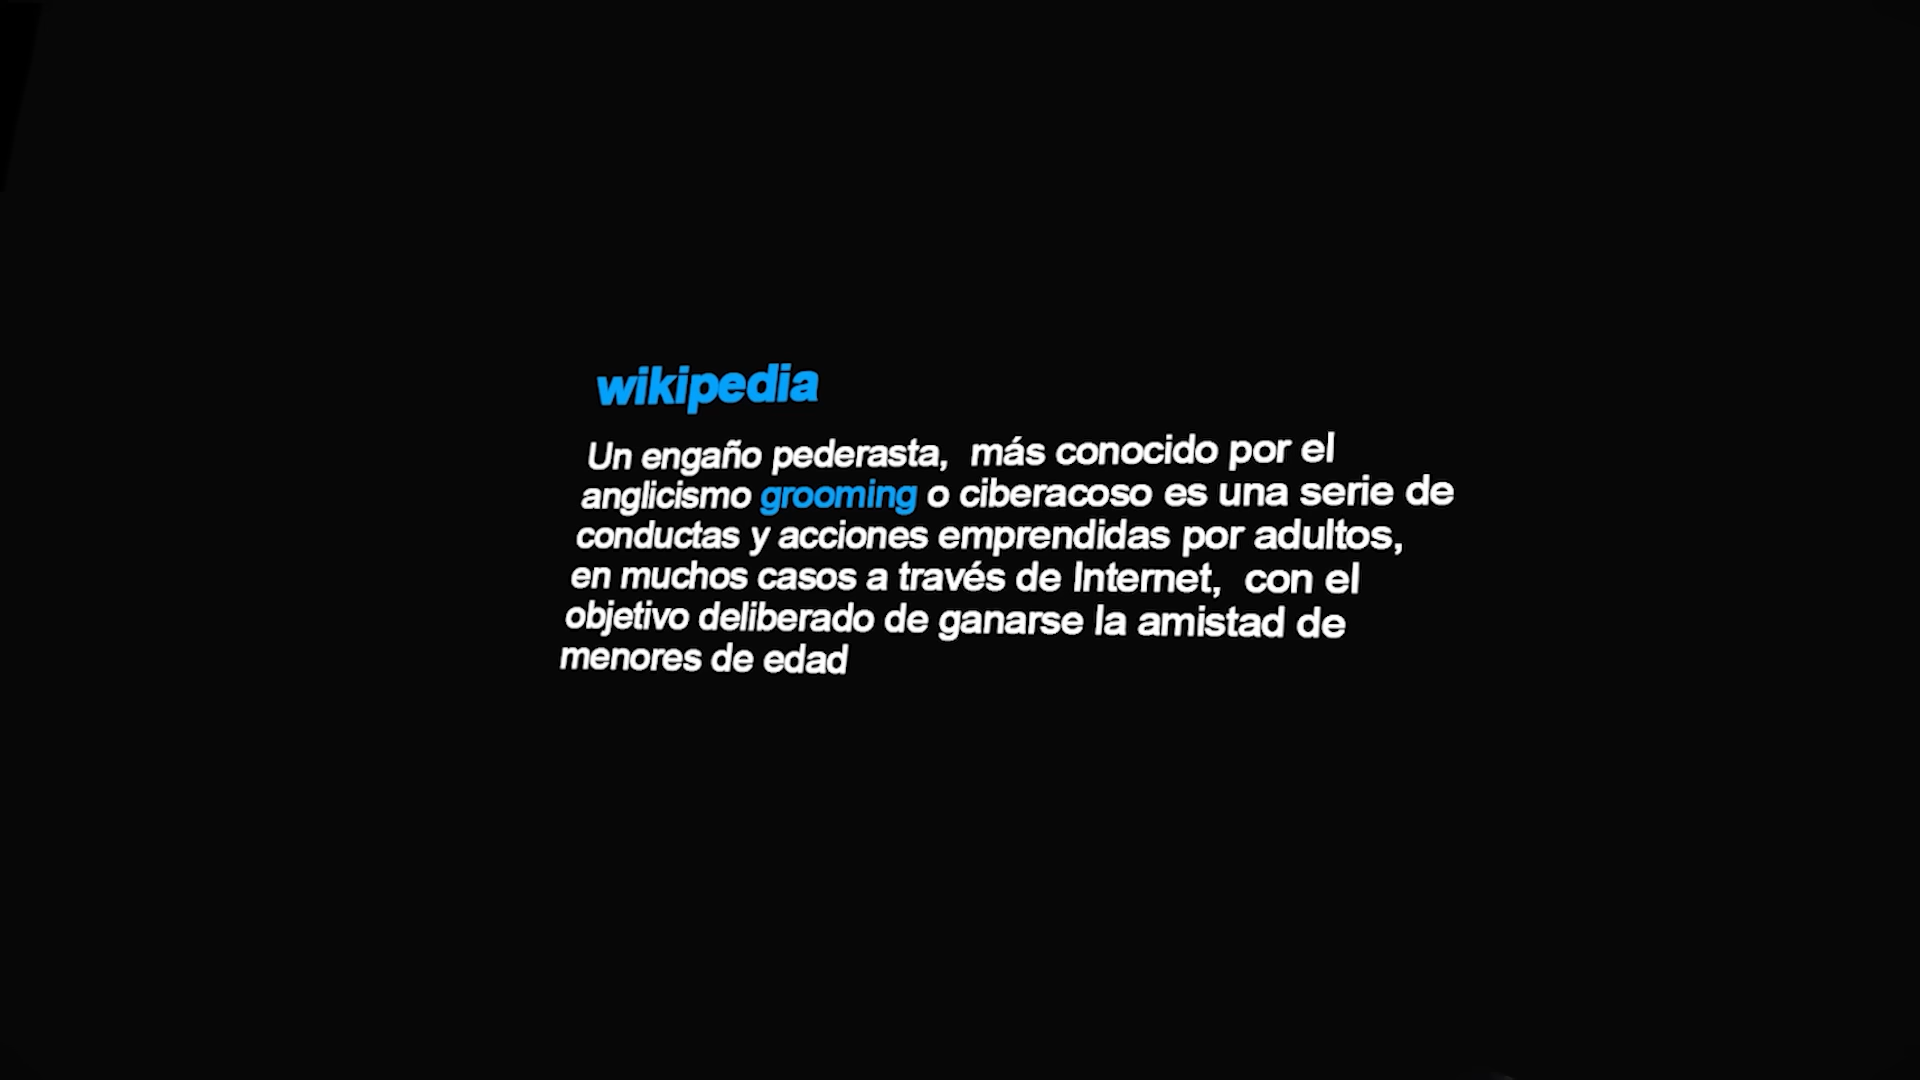 wikipedia
Un engaño pederasta, más conocido por el
anglicismo grooming o ciberacoso es una serie de
conductas y acciones emprendidas por adultos,
en muchos casos a través de Internet, con el
objetivo deliberado de ganarse la amistad de
menores de edad